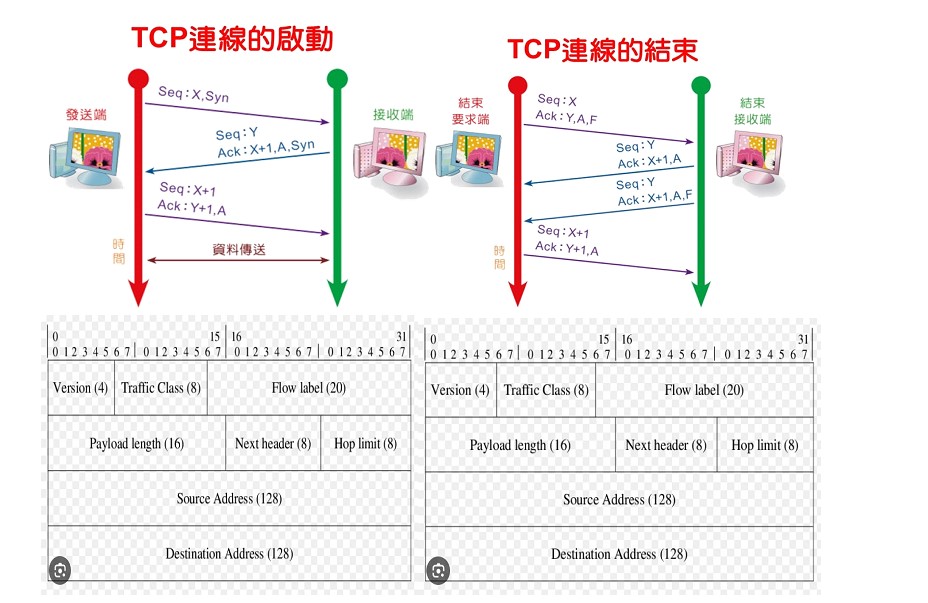 TCP連線的啟動
Seq:X,Syn
發送端
接收端
Seq:Y
Ack:X+1,A,Syn
Seq:X+1
Ack:Y+1,A
時間
資料傳送
TCP連線的結束
Seq:X
Ack:Y,A,F
結束
要求端
結束
接收端
Seq:Y
Ack:X+1,A
Seq:Y
Ack:X+1,A,F
Seq:X+1
Ack:Y+1,A
時間
0 15 16 31
0 1 2 3 4 5 6 7 0 1 2 3 4 5 6 7 0 1 2 3 4 5 6 7 0 1 2 3 4 5 6 7
Version (4) Traffic Class (8) Flow label (20)
Payload length (16) Next header (8) Hop limit (8)
Source Address (128)
Destination Address (128)
0 15 16 31
0 1 2 3 4 5 6 7 0 1 2 3 4 5 6 7 0 1 2 3 4 5 6 7 0 1 2 3 4 5 6 7
Version (4) Traffic Class (8) Flow label (20)
Payload length (16) Next header (8) Hop limit (8)
Source Address (128)
Destination Address (128)